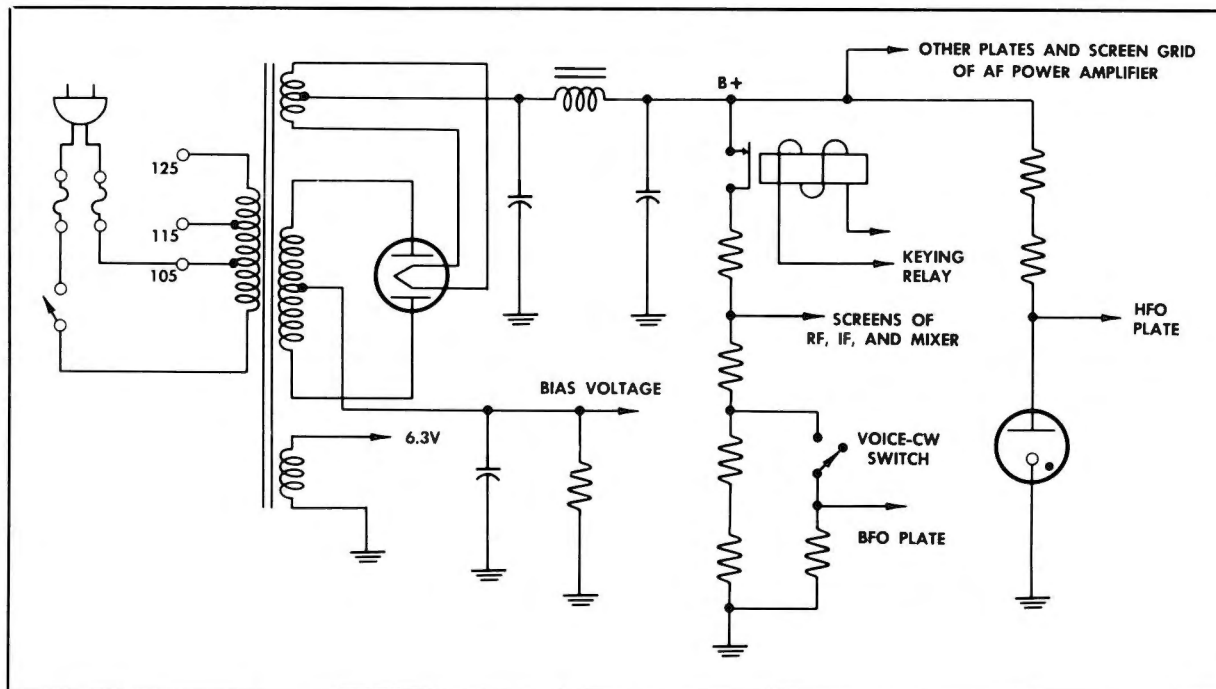 OTHER PLATES AND SCREEN GRID
OF AF POWER AMPLIFIER
B+
125
115
105
KEYING
RELAY
SCREENS OF
RF, IF, AND MIXER
HFO
PLATE
BIAS VOLTAGE
6.3V
VOICE-CW
SWITCH
BFO PLATE